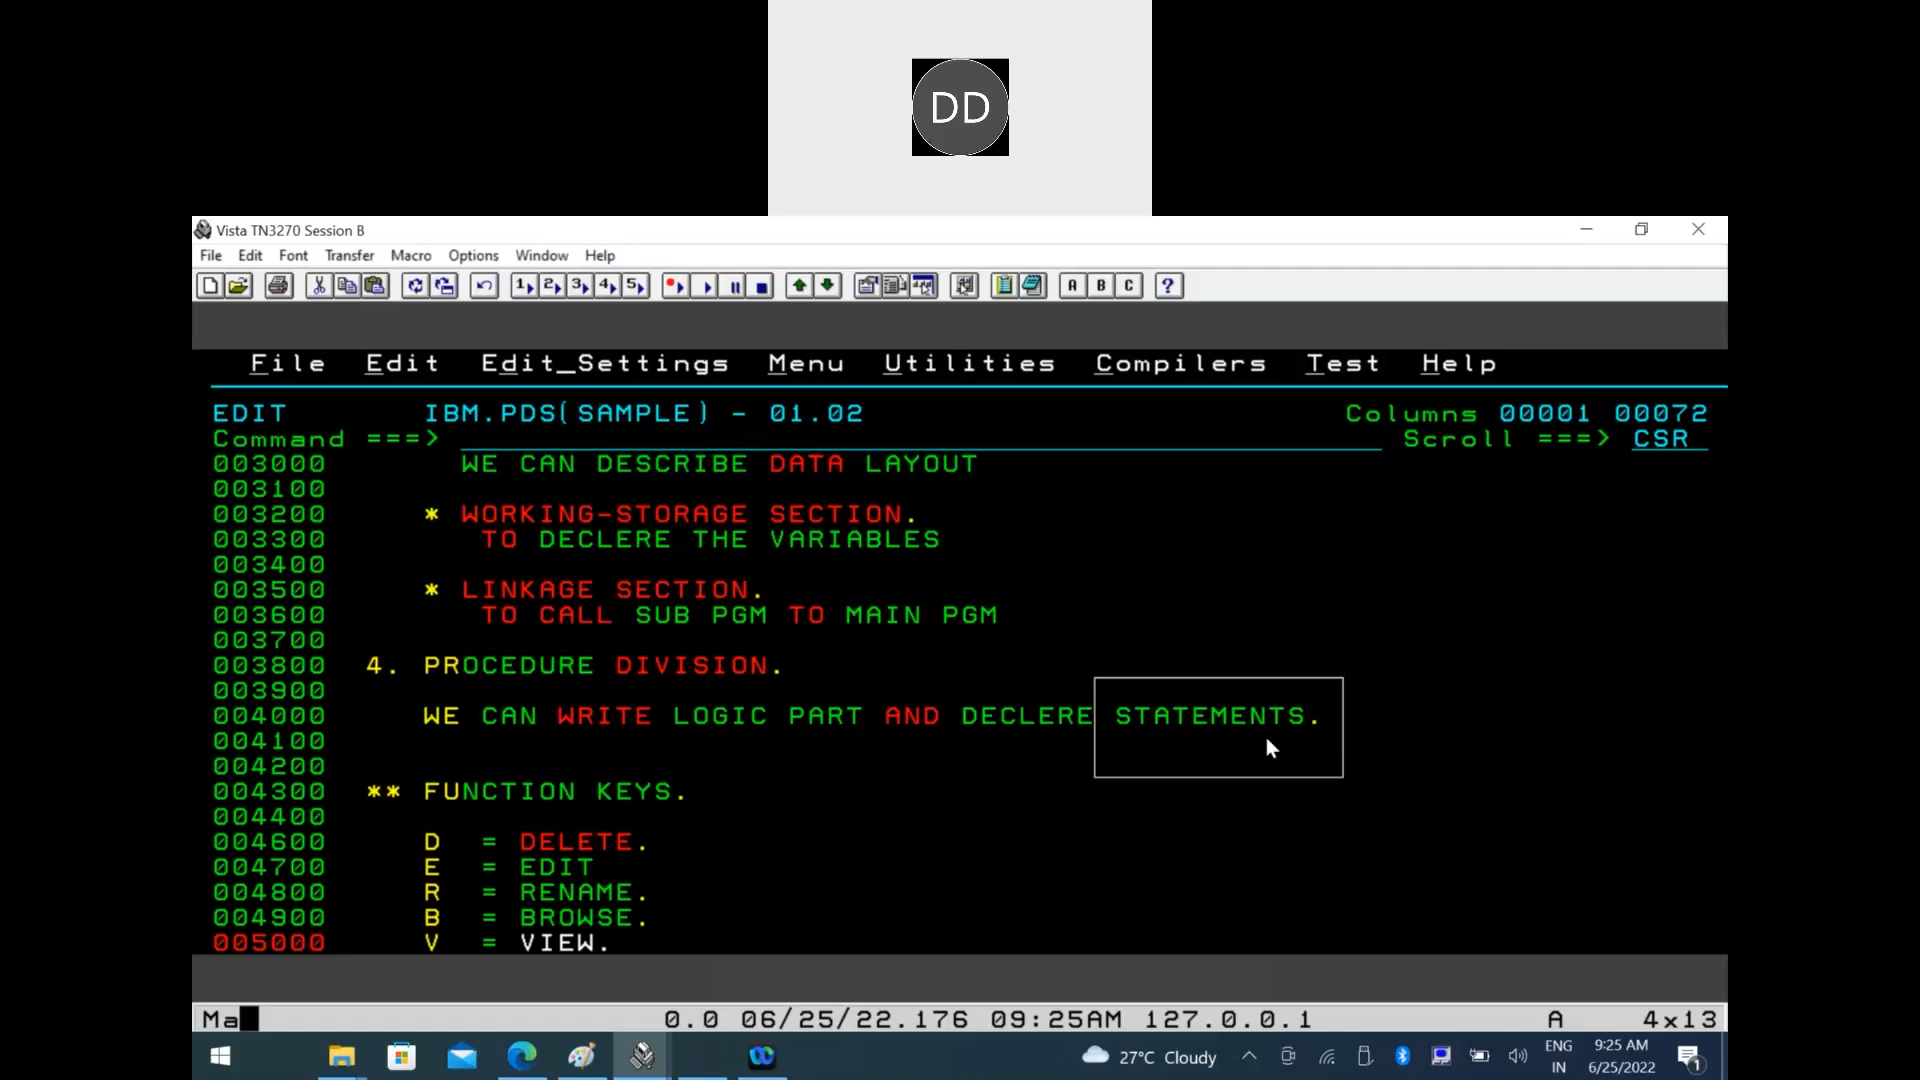 DD
Vista TN3270 Session B
File Edit Font Transfer Macro Options Window Help
1 2 3 4 5 A B C ?
File Edit Edit_Settings Menu Utilities Compilers Test Help
EDIT IBM.PDS(SAMPLE) - 01.02 Columns 00001 00072
Command ===> Scroll ===> CSR
003000 WE CAN DESCRIBE DATA LAYOUT
003100
003200 * WORKING-STORAGE SECTION.
003300 TO DECLERE THE VARIABLES
003400
003500 * LINKAGE SECTION.
003600 TO CALL SUB PGM TO MAIN PGM
003700
003800 4. PROCEDURE DIVISION.
003900
004000 WE CAN WRITE LOGIC PART AND DECLERE STATEMENTS.
004100
004200
004300 ** FUNCTION KEYS.
004400
004600 D = DELETE.
004700 E = EDIT
004800 R = RENAME.
004900 B = BROWSE.
005000 V = VIEW.
Ma 0.0 06/25/22.176 09:25AM 127.0.0.1 A 4x13
27°C Cloudy ENG IN 9:25 AM 6/25/2022 1